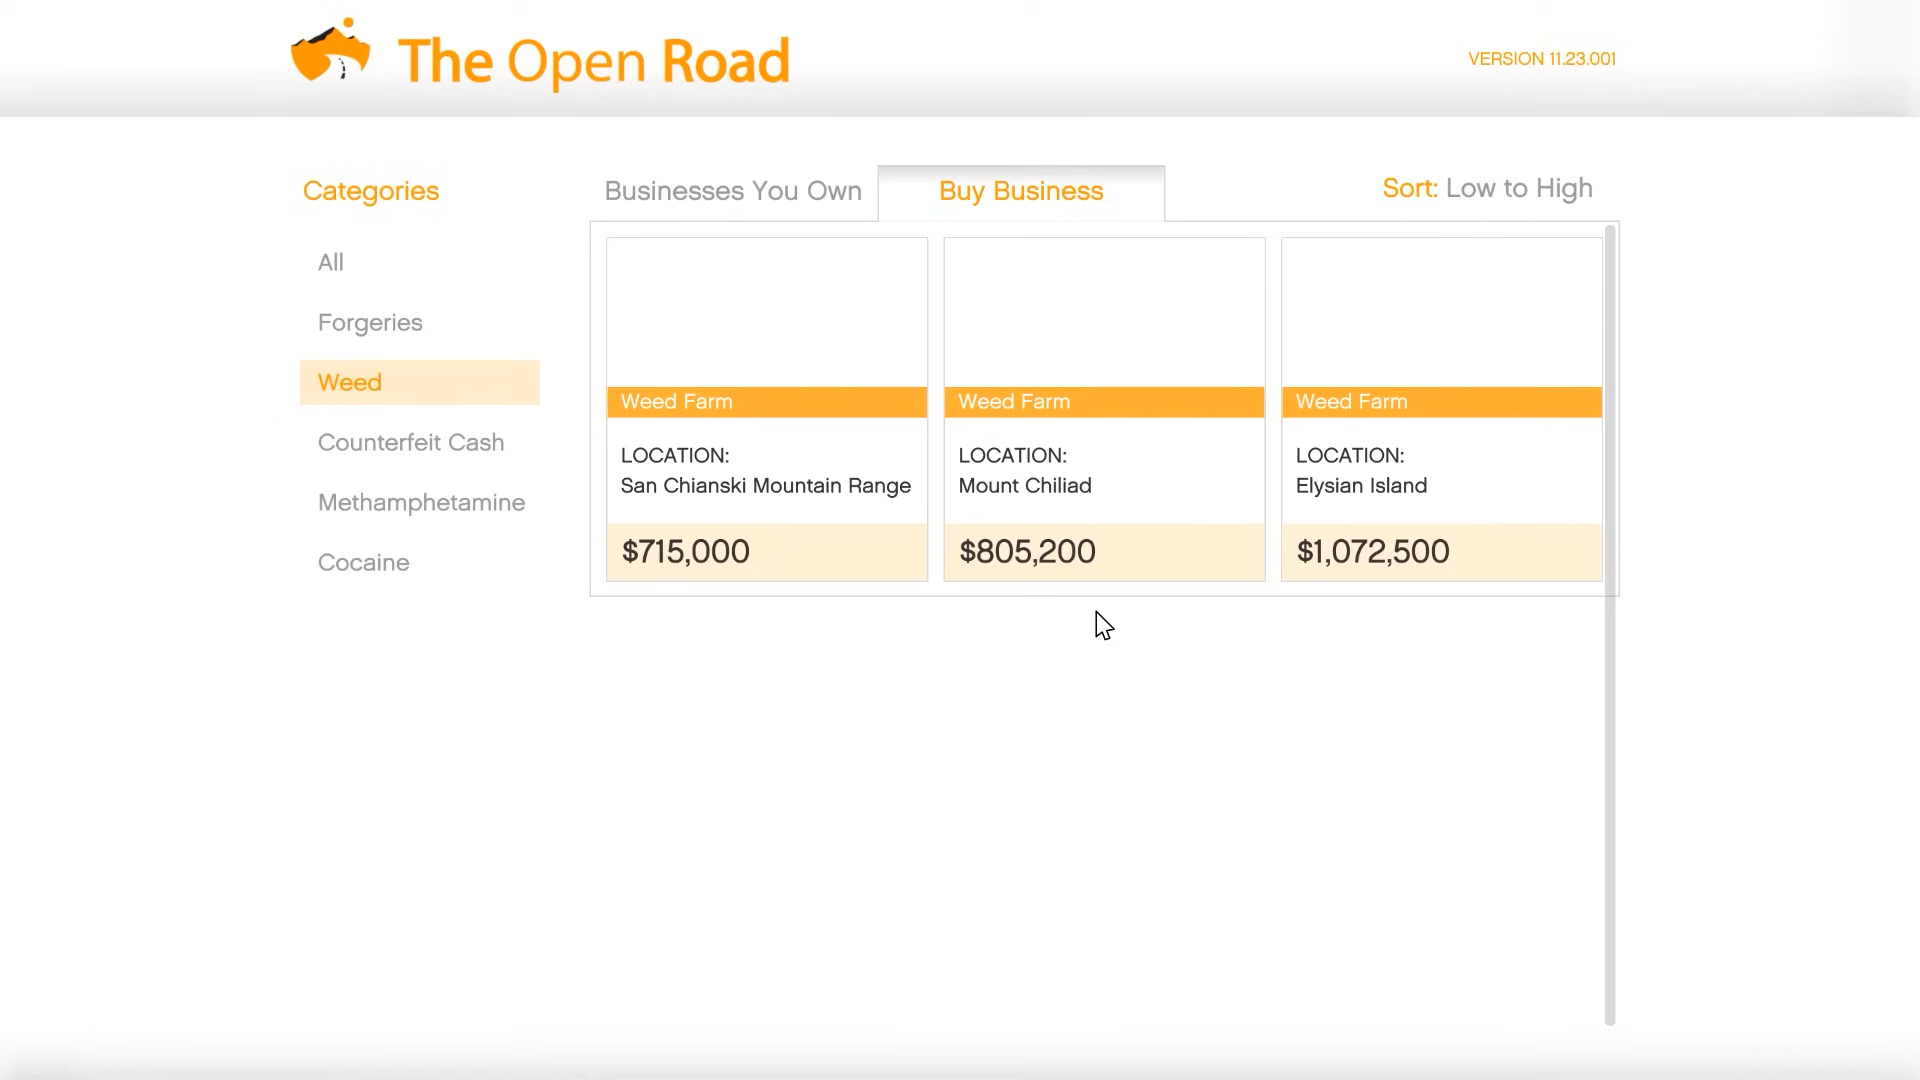 The Open Road
VERSION 11.23.001
Categories
All
Forgeries
Weed
Counterfeit Cash
Methamphetamine
Cocaine
Businesses You Own
Buy Business
Sort: Low to High
Weed Farm
LOCATION:
San Chianski Mountain Range
$715,000
Weed Farm
LOCATION:
Mount Chiliad
$805,200
Weed Farm
LOCATION:
Elysian Island
$1,072,500